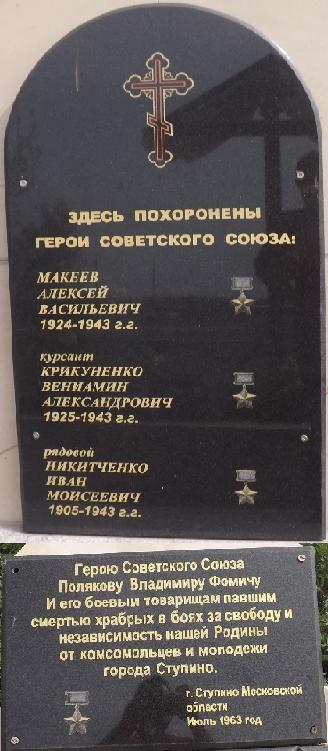 ЗДЕСЬ ПОХОРОНЕНЫ
ГЕРОИ СОВЕТСКОГО СОЮЗА:
МАКЕЕВ
АЛЕКСЕЙ
ВАСИЛЬЕВИЧ
1924-1943 г.г.
курсант
КРИКУНЕНКО
ВЕНИАМИН
АЛЕКСАНДРОВИЧ
1925-1943 г.г.
рядовой
НИКИТЧЕНКО
ИВАН
МОИСЕЕВИЧ
1905-1943 г.г.
Герою Советского Союза
Полякову Владимиру Фомичу
И его боевым товарищам павшим
смертью храбрых в боях за свободу и
независимость нашей Родины
от комсомольцев и молодежи
города Ступино.
г. Ступино Московской
области
Июль 1963 год